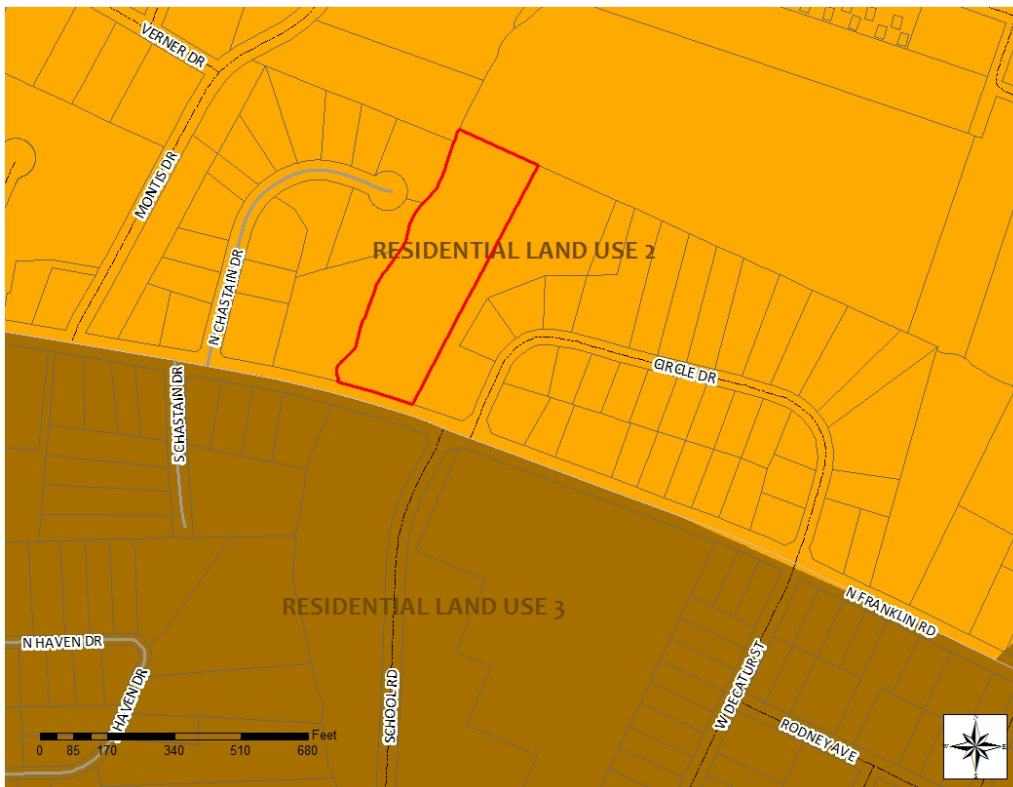 VERNER DR
MONTIS DR
N CHASTAIN DR
RESIDENTIAL LAND USE 2
CIRCLE DR
S CHASTAIN DR
N FRANKLIN RD
RESIDENTIAL LAND USE 3
N HAVEN DR
HAVEN DR
SCHOOL RD
W DECATUR ST
RODNEY AVE
Feet
0 85 170 340 510 680
N
W E
S